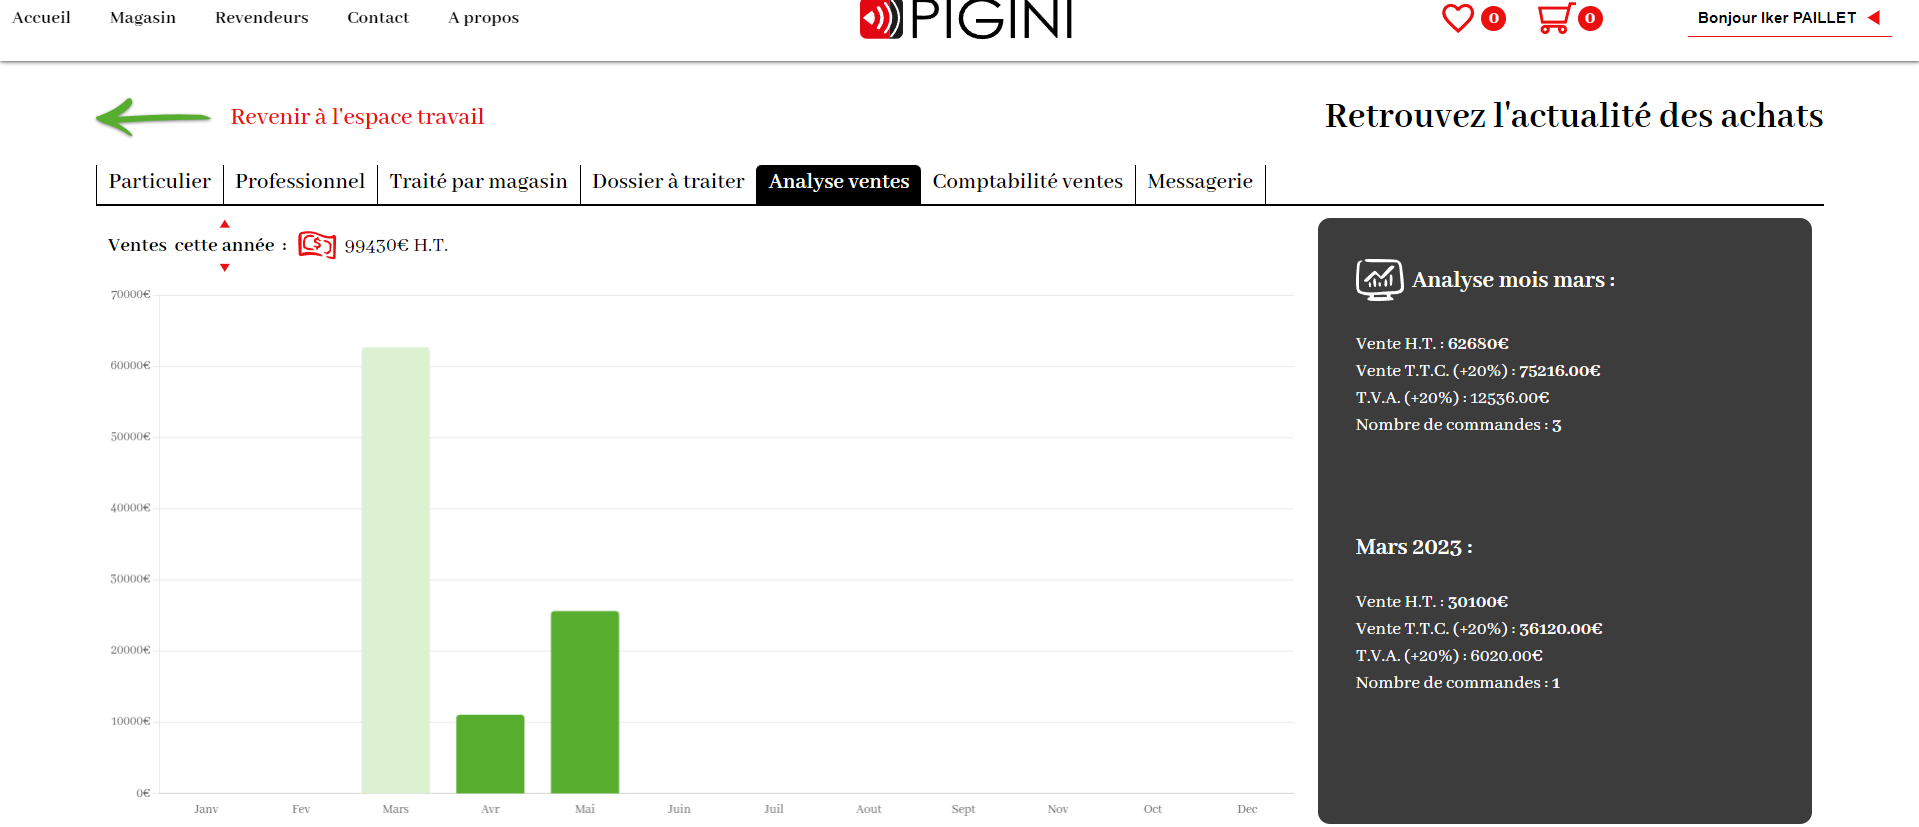 Accueil Magasin Revendeurs Contact A propos
PIGINI
0 0
Bonjour Iker PAILLET
Revenir à l'espace travail
Retrouvez l'actualité des achats
Particulier Professionnel Traité par magasin Dossier à traiter Analyse ventes Comptabilité ventes Messagerie
Ventes cette année : 99430€ H.T.
70000€
60000€
50000€
40000€
30000€
20000€
10000€
0€
Janv Fev Mars Avr Mai Juin Juil Aout Sept Nov Oct Dec
Analyse mois mars :
Vente H.T. : 62680€
Vente T.T.C. (+20%) : 75216.00€
T.V.A. (+20%) : 12536.00€
Nombre de commandes : 3
Mars 2023 :
Vente H.T. : 30100€
Vente T.T.C. (+20%) : 36120.00€
T.V.A. (+20%) : 6020.00€
Nombre de commandes : 1